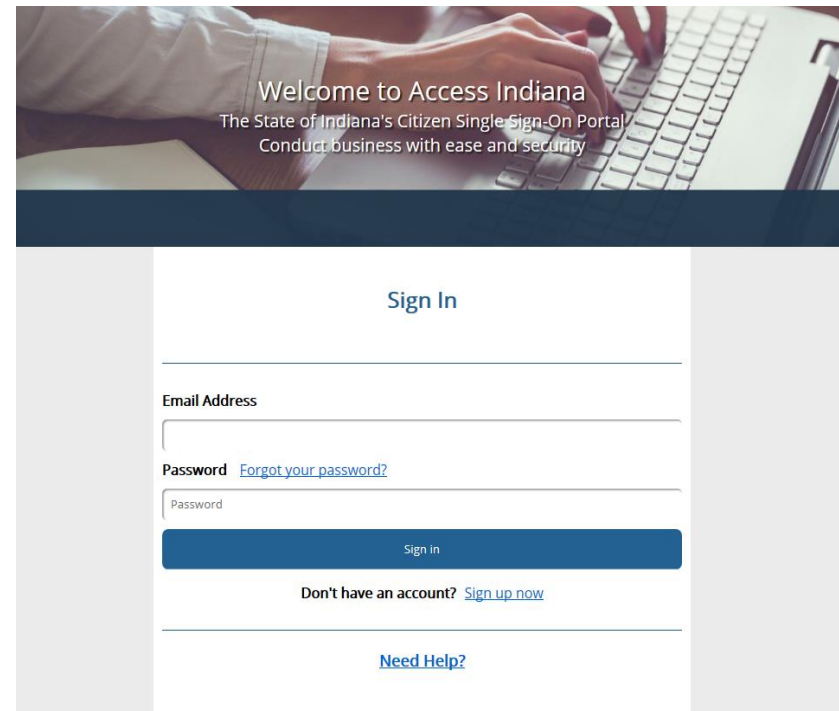 Welcome to Access Indiana
The State of Indiana's Citizen Single Sign-On Portal
Conduct business with ease and security
Sign In
Email Address
Password Forgot your password?
Password
Sign in
Don't have an account? Sign up now
Need Help?